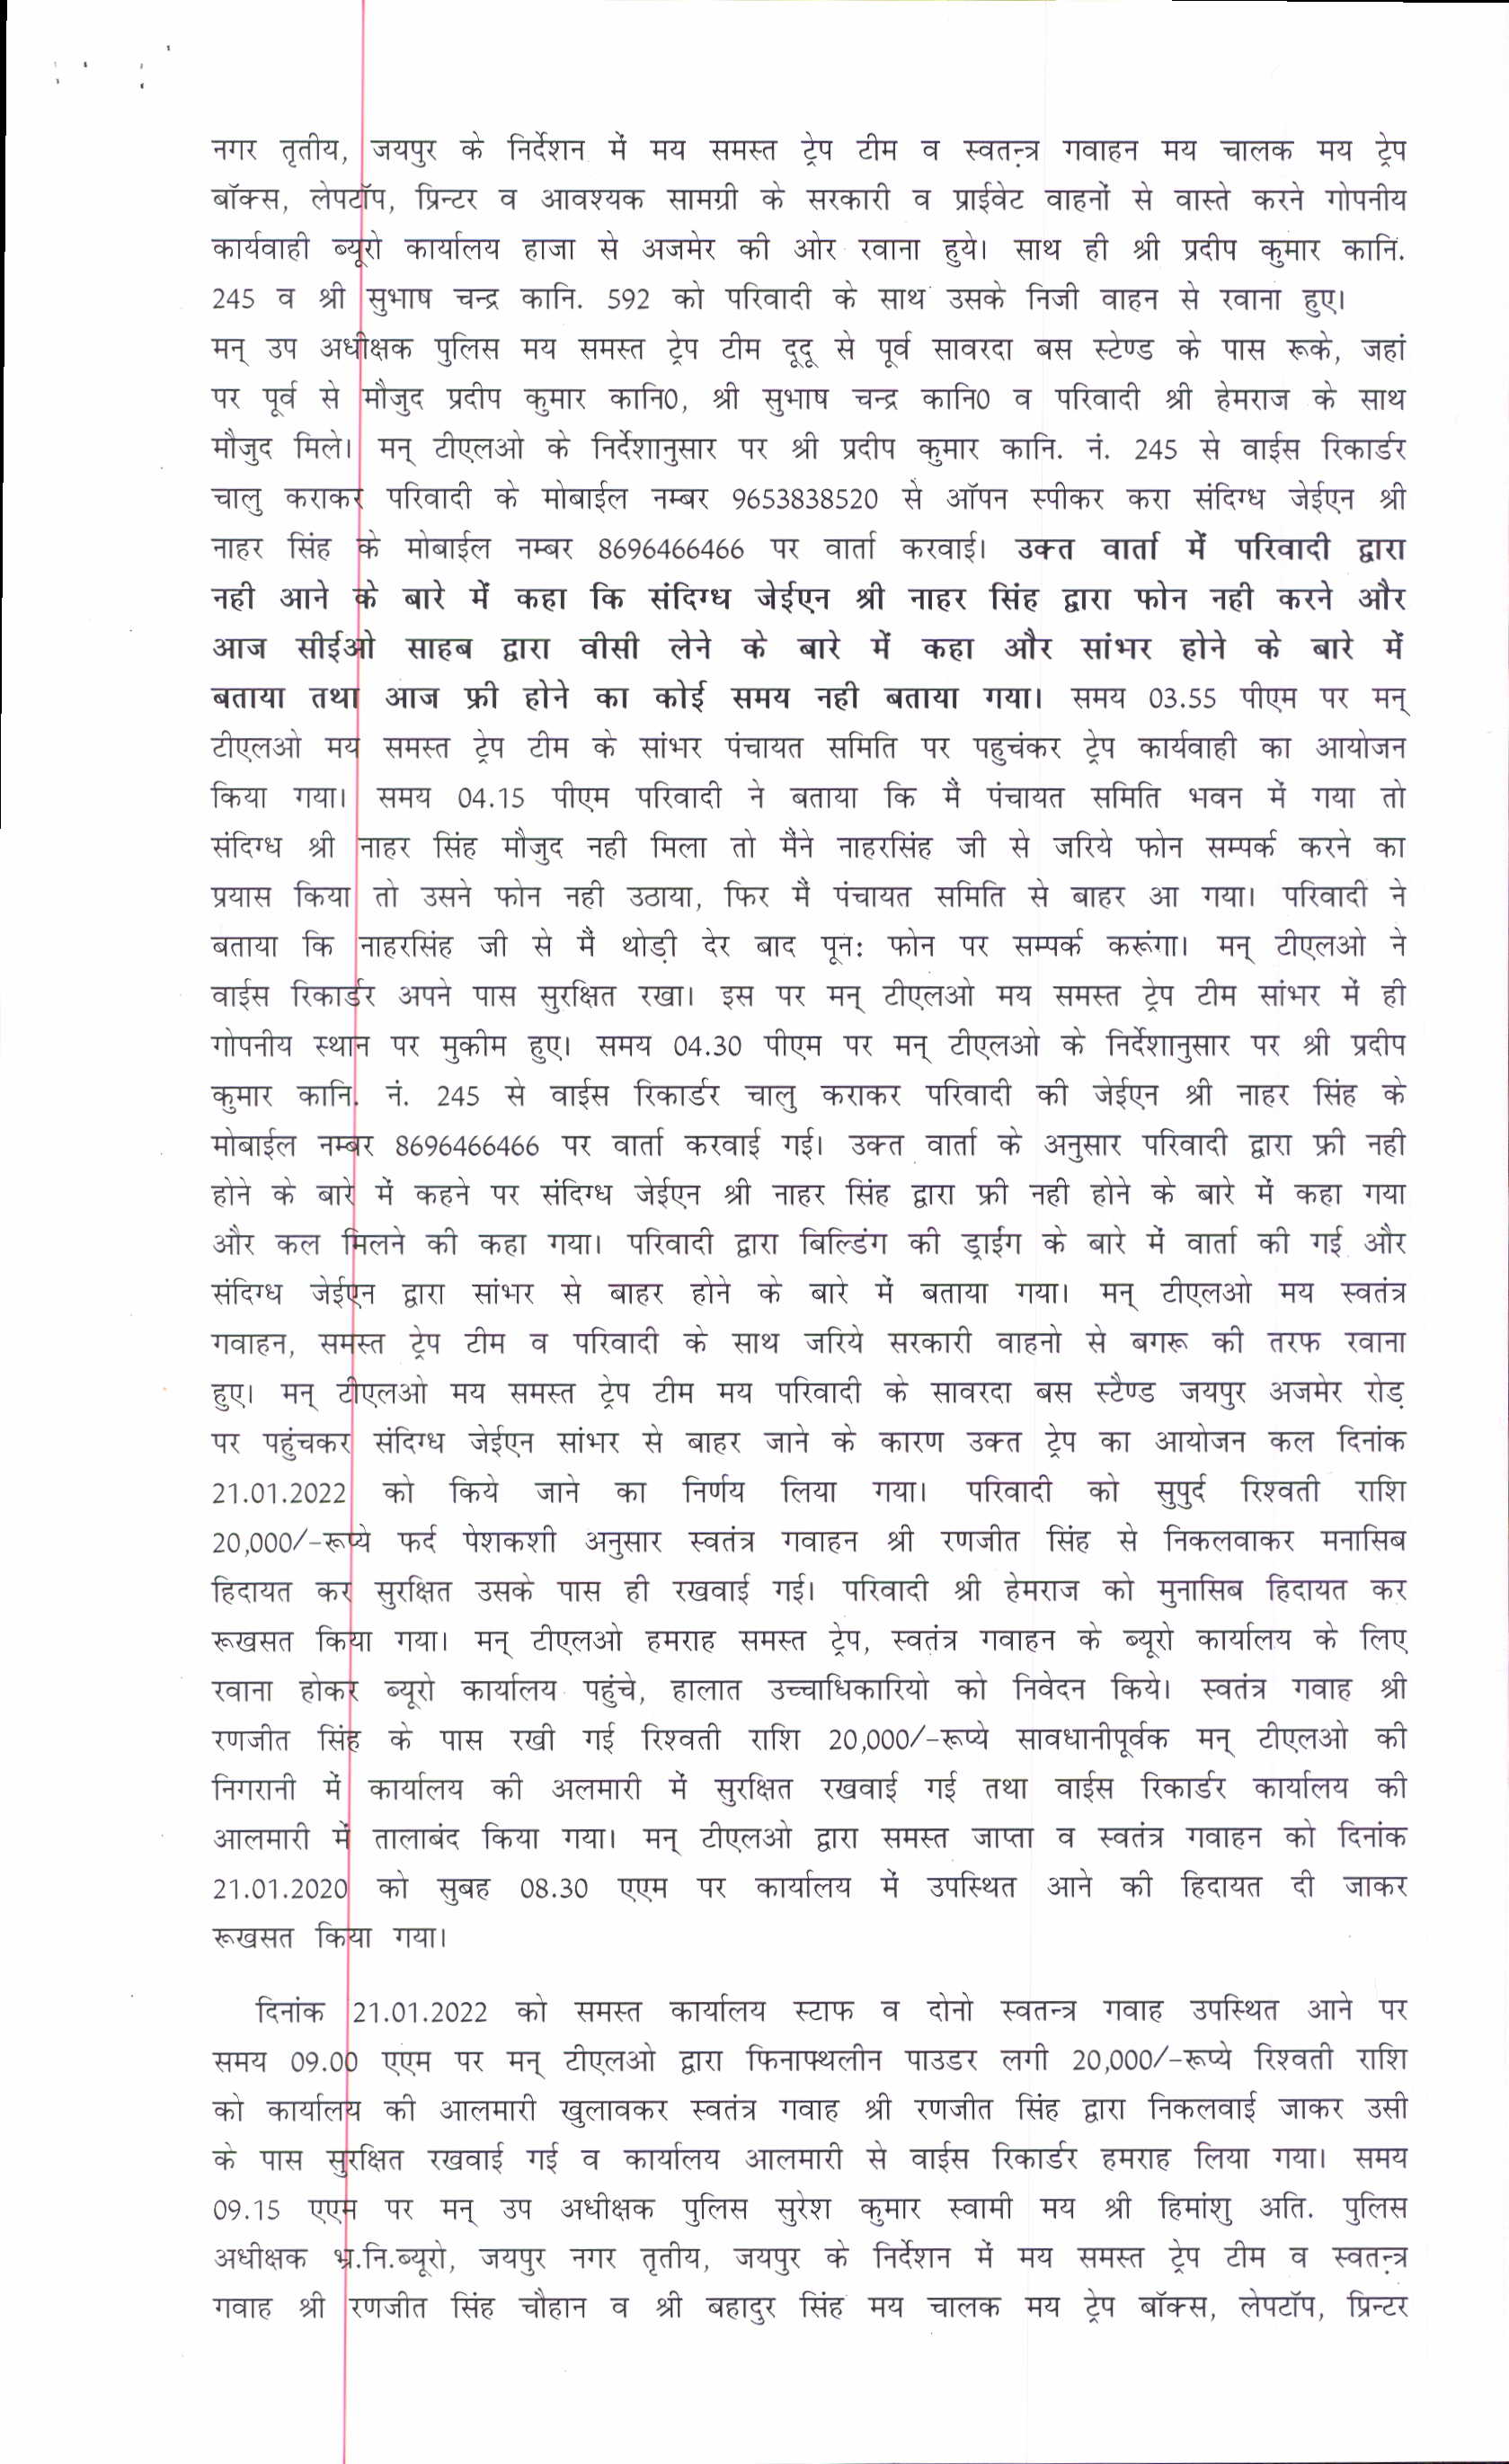 नगर तृतीय, जयपुर के निर्देशन में मय समस्त ट्रेप टीम व स्वतन्त्र गवाहन मय चालक मय ट्रेप
बॉक्स, लेपटॉप, प्रिन्टर व आवश्यक सामग्री के सरकारी व प्राईवेट वाहनों से वास्ते करने गोपनीय
कार्यवाही ब्यूरो कार्यालय हाजा से अजमेर की ओर रवाना हुये। साथ ही श्री प्रदीप कुमार कानि.
245 व श्री सुभाष चन्द्र कानि. 592 को परिवादी के साथ उसके निजी वाहन से रवाना हुए।
मन् उप अधीक्षक पुलिस मय समस्त ट्रेप टीम दूदू से पूर्व सावरदा बस स्टेण्ड के पास रूके, जहां
पर पूर्व से मौजुद प्रदीप कुमार कानि0, श्री सुभाष चन्द्र कानि0 व परिवादी श्री हेमराज के साथ
मौजुद मिले। मन् टीएलओ के निर्देशानुसार पर श्री प्रदीप कुमार कानि. नं. 245 से वाईस रिकार्डर
चालु कराकर परिवादी के मोबाईल नम्बर 9653838520 से ऑपन स्पीकर करा संदिग्ध जेईएन श्री
नाहर सिंह के मोबाईल नम्बर 8696466466 पर वार्ता करवाई। उक्त वार्ता में परिवादी द्वारा
नही आने के बारे में कहा कि संदिग्ध जेईएन श्री नाहर सिंह द्वारा फोन नही करने और
आज सीईओ साहब द्वारा वीसी लेने के बारे में कहा और सांभर होने के बारे में
बताया तथा आज फ्री होने का कोई समय नही बताया गया। समय 03.55 पीएम पर मन्
टीएलओ मय समस्त ट्रेप टीम के सांभर पंचायत समिति पर पहुचंकर ट्रेप कार्यवाही का आयोजन
किया गया। समय 04.15 पीएम परिवादी ने बताया कि मैं पंचायत समिति भवन में गया तो
संदिग्ध श्री नाहर सिंह मौजुद नही मिला तो मैंने नाहरसिंह जी से जरिये फोन सम्पर्क करने का
प्रयास किया तो उसने फोन नही उठाया, फिर मैं पंचायत समिति से बाहर आ गया। परिवादी ने
बताया कि नाहरसिंह जी से मैं थोड़ी देर बाद पूनः फोन पर सम्पर्क करूंगा। मन् टीएलओ ने
वाईस रिकार्डर अपने पास सुरक्षित रखा। इस पर मन् टीएलओ मय समस्त ट्रेप टीम सांभर में ही
गोपनीय स्थान पर मुकीम हुए। समय 04.30 पीएम पर मन् टीएलओ के निर्देशानुसार पर श्री प्रदीप
कुमार कानि. नं. 245 से वाईस रिकार्डर चालु कराकर परिवादी की जेईएन श्री नाहर सिंह के
मोबाईल नम्बर 8696466466 पर वार्ता करवाई गई। उक्त वार्ता के अनुसार परिवादी द्वारा फ्री नही
होने के बारे में कहने पर संदिग्ध जेईएन श्री नाहर सिंह द्वारा फ्री नही होने के बारे में कहा गया
और कल मिलने की कहा गया। परिवादी द्वारा बिल्डिंग की ड्राईंग के बारे में वार्ता की गई और
संदिग्ध जेईएन द्वारा सांभर से बाहर होने के बारे में बताया गया। मन् टीएलओ मय स्वतंत्र
गवाहन, समस्त ट्रेप टीम व परिवादी के साथ जरिये सरकारी वाहनो से बगरू की तरफ रवाना
हुए। मन् टीएलओ मय समस्त ट्रेप टीम मय परिवादी के सावरदा बस स्टैण्ड जयपुर अजमेर रोड़
पर पहुंचकर संदिग्ध जेईएन सांभर से बाहर जाने के कारण उक्त ट्रेप का आयोजन कल दिनांक
21.01.2022 को किये जाने का निर्णय लिया गया। परिवादी को सुपुर्द रिश्वती राशि
20,000/-रूप्ये फर्द पेशकशी अनुसार स्वतंत्र गवाहन श्री रणजीत सिंह से निकलवाकर मनासिब
हिदायत कर सुरक्षित उसके पास ही रखवाई गई। परिवादी श्री हेमराज को मुनासिब हिदायत कर
रूखसत किया गया। मन् टीएलओ हमराह समस्त ट्रेप, स्वतंत्र गवाहन के ब्यूरो कार्यालय के लिए
रवाना होकर ब्यूरो कार्यालय पहुंचे, हालात उच्चाधिकारियो को निवेदन किये। स्वतंत्र गवाह श्री
रणजीत सिंह के पास रखी गई रिश्वती राशि 20,000/-रूप्ये सावधानीपूर्वक मन् टीएलओ की
निगरानी में कार्यालय की अलमारी में सुरक्षित रखवाई गई तथा वाईस रिकार्डर कार्यालय की
आलमारी में तालाबंद किया गया। मन् टीएलओ द्वारा समस्त जाप्ता व स्वतंत्र गवाहन को दिनांक
21.01.2020 को सुबह 08.30 एएम पर कार्यालय में उपस्थित आने की हिदायत दी जाकर
रूखसत किया गया।
दिनांक 21.01.2022 को समस्त कार्यालय स्टाफ व दोनो स्वतन्त्र गवाह उपस्थित आने पर
समय 09.00 एएम पर मन् टीएलओ द्वारा फिनाफ्थलीन पाउडर लगी 20,000/-रूप्ये रिश्वती राशि
को कार्यालय की आलमारी खुलावकर स्वतंत्र गवाह श्री रणजीत सिंह द्वारा निकलवाई जाकर उसी
के पास सुरक्षित रखवाई गई व कार्यालय आलमारी से वाईस रिकार्डर हमराह लिया गया। समय
09.15 एएम पर मन् उप अधीक्षक पुलिस सुरेश कुमार स्वामी मय श्री हिमांशु अति. पुलिस
अधीक्षक भ्र.नि.ब्यूरो, जयपुर नगर तृतीय, जयपुर के निर्देशन में मय समस्त ट्रेप टीम व स्वतन्त्र
गवाह श्री रणजीत सिंह चौहान व श्री बहादुर सिंह मय चालक मय ट्रेप बॉक्स, लेपटॉप, प्रिन्टर